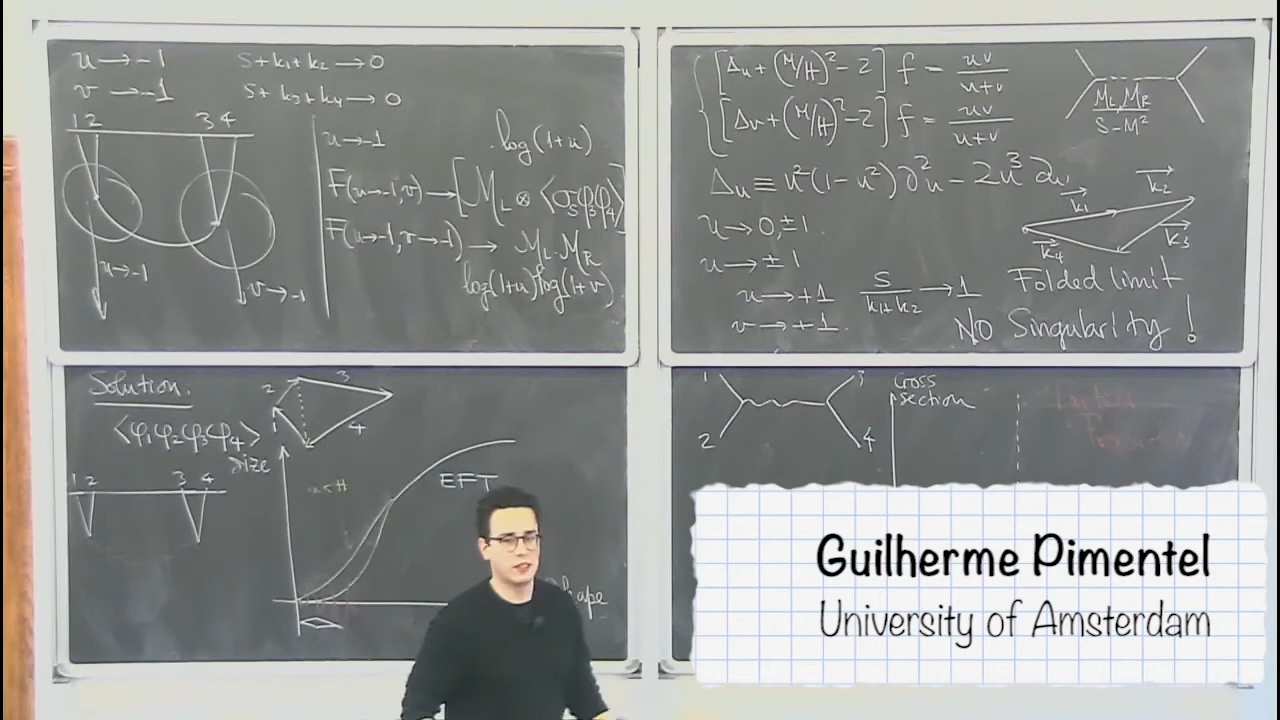 u → -1 S+k₁+k₂ → 0
v → -1 S+k₃+k₄ → 0
1 2 3 4
u→-1
v→-1
u→-1 log(1+u)
F(u→-1,v) → [M_L ⊗ ⟨σ_s φ₃ φ₄⟩]
F(u→-1,v→-1) → M_L·M_R
log(1+u) log(1+v)
{ [Δ_u + (M/H)² - 2] f = uv/(u+v)
[Δ_v + (M/H)² - 2] f = uv/(u+v)
M_L, M_R
S-M²
Δ_u ≡ u²(1-u²)∂²_u - 2u³∂_u
u → 0, ±1
u → ±1
u → +1 S/(k₁+k₂) → 1
v → +1
k₁ k₂
k₃
k₄
Folded limit
NO Singularity!
Solution.
⟨φ₁φ₂φ₃φ₄⟩
1 2 3 4
1 2 3 4
size
EFT
1 3
2 4
cross
section
Guilherme Pimentel
University of Amsterdam